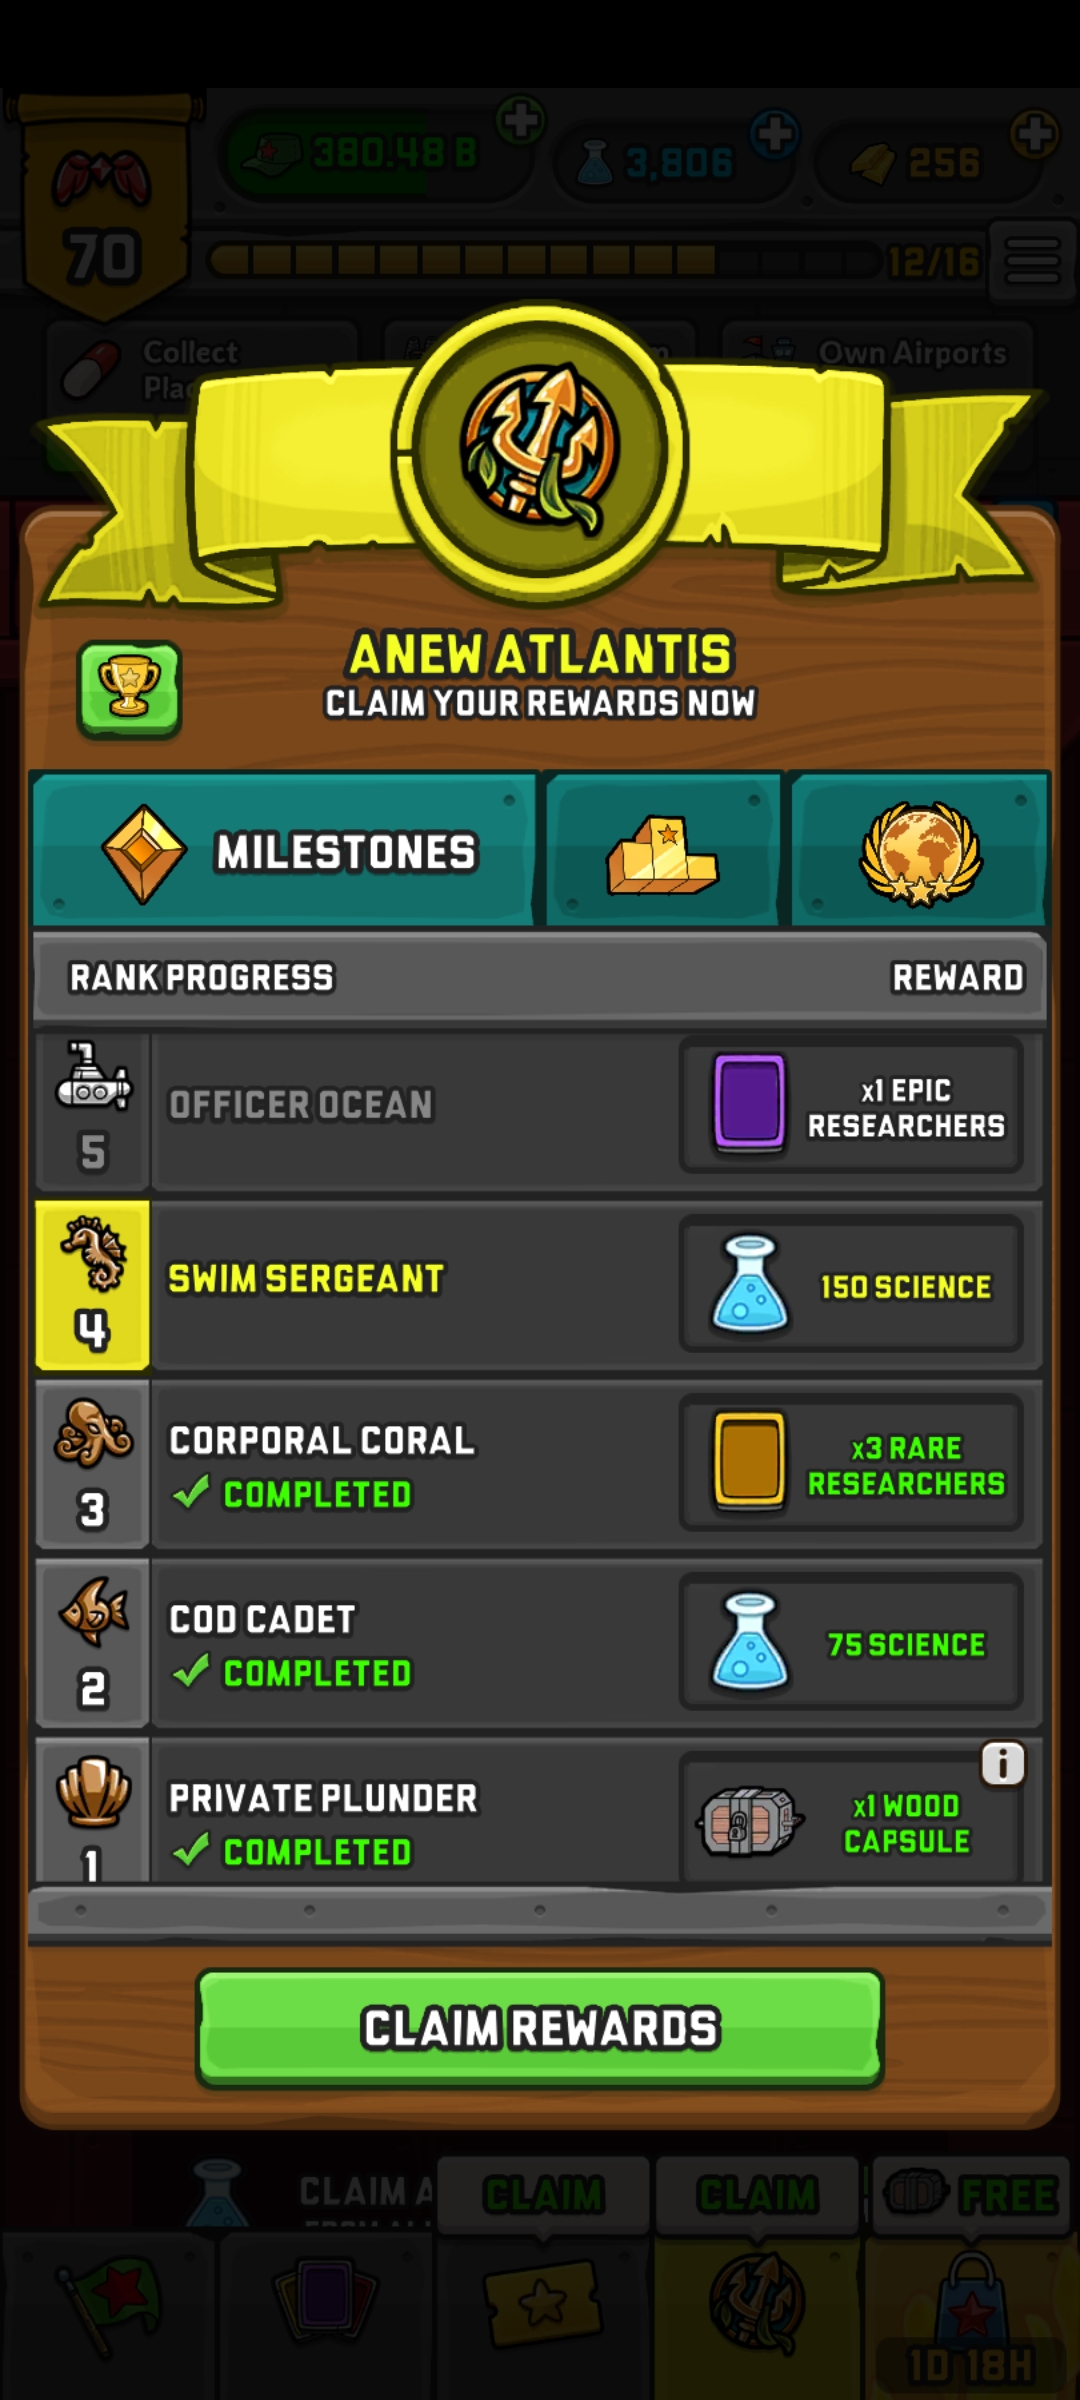 380.48 B
3,806
256
70
12/16
Collect
Own Airports
ANEW ATLANTIS
CLAIM YOUR REWARDS NOW
MILESTONES
RANK PROGRESS
REWARD
5
OFFICER OCEAN
x1 EPIC
RESEARCHERS
4
SWIM SERGEANT
150 SCIENCE
3
CORPORAL CORAL
COMPLETED
x3 RARE
RESEARCHERS
2
COD CADET
COMPLETED
75 SCIENCE
1
PRIVATE PLUNDER
COMPLETED
i
x1 WOOD
CAPSULE
CLAIM REWARDS
CLAIM A
CLAIM
CLAIM
FREE
1D 18H